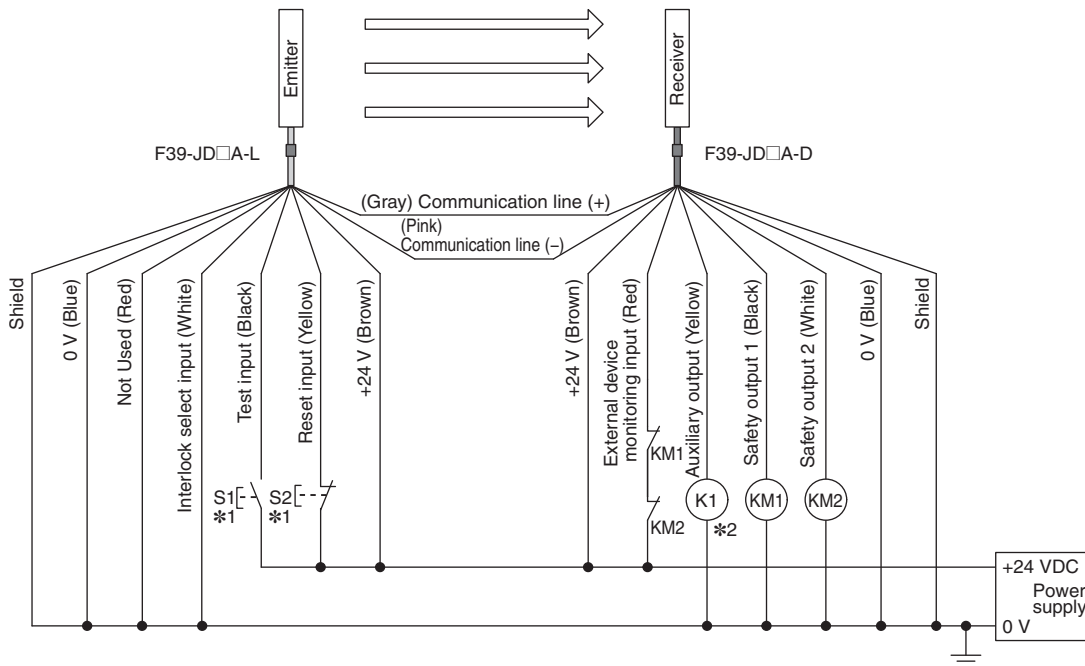 Emitter
Receiver
F39-JD□A-L
F39-JD□A-D
(Gray) Communication line (+)
(Pink)
Communication line (−)
Shield
0 V (Blue)
Not Used (Red)
Interlock select input (White)
Test input (Black)
Reset input (Yellow)
+24 V (Brown)
+24 V (Brown)
External device
monitoring input (Red)
Auxiliary output (Yellow)
Safety output 1 (Black)
Safety output 2 (White)
0 V (Blue)
Shield
S1
*1
S2
*1
KM1
KM2
K1
*2
KM1
KM2
+24 VDC
Power
supply
0 V